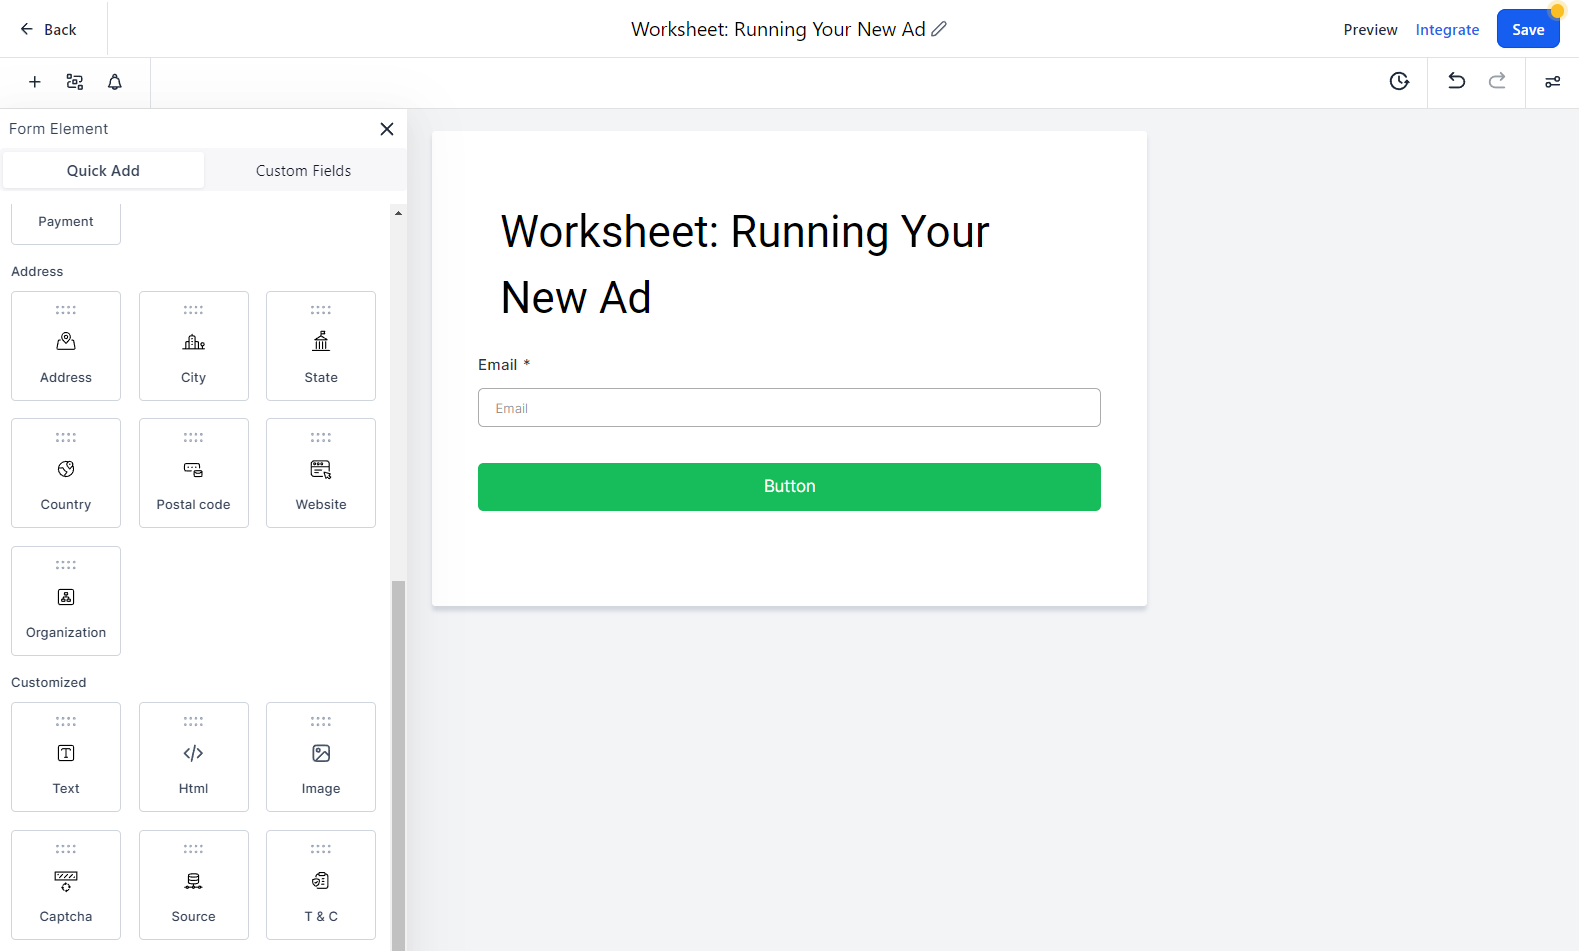 Back
Worksheet: Running Your New Ad
Preview
Integrate
Save
Form Element
Quick Add
Custom Fields
Payment
Address
Address
City
State
Country
Postal code
Website
Organization
Customized
Text
Html
Image
Captcha
Source
T & C
Worksheet: Running Your
New Ad
Email *
Email
Button